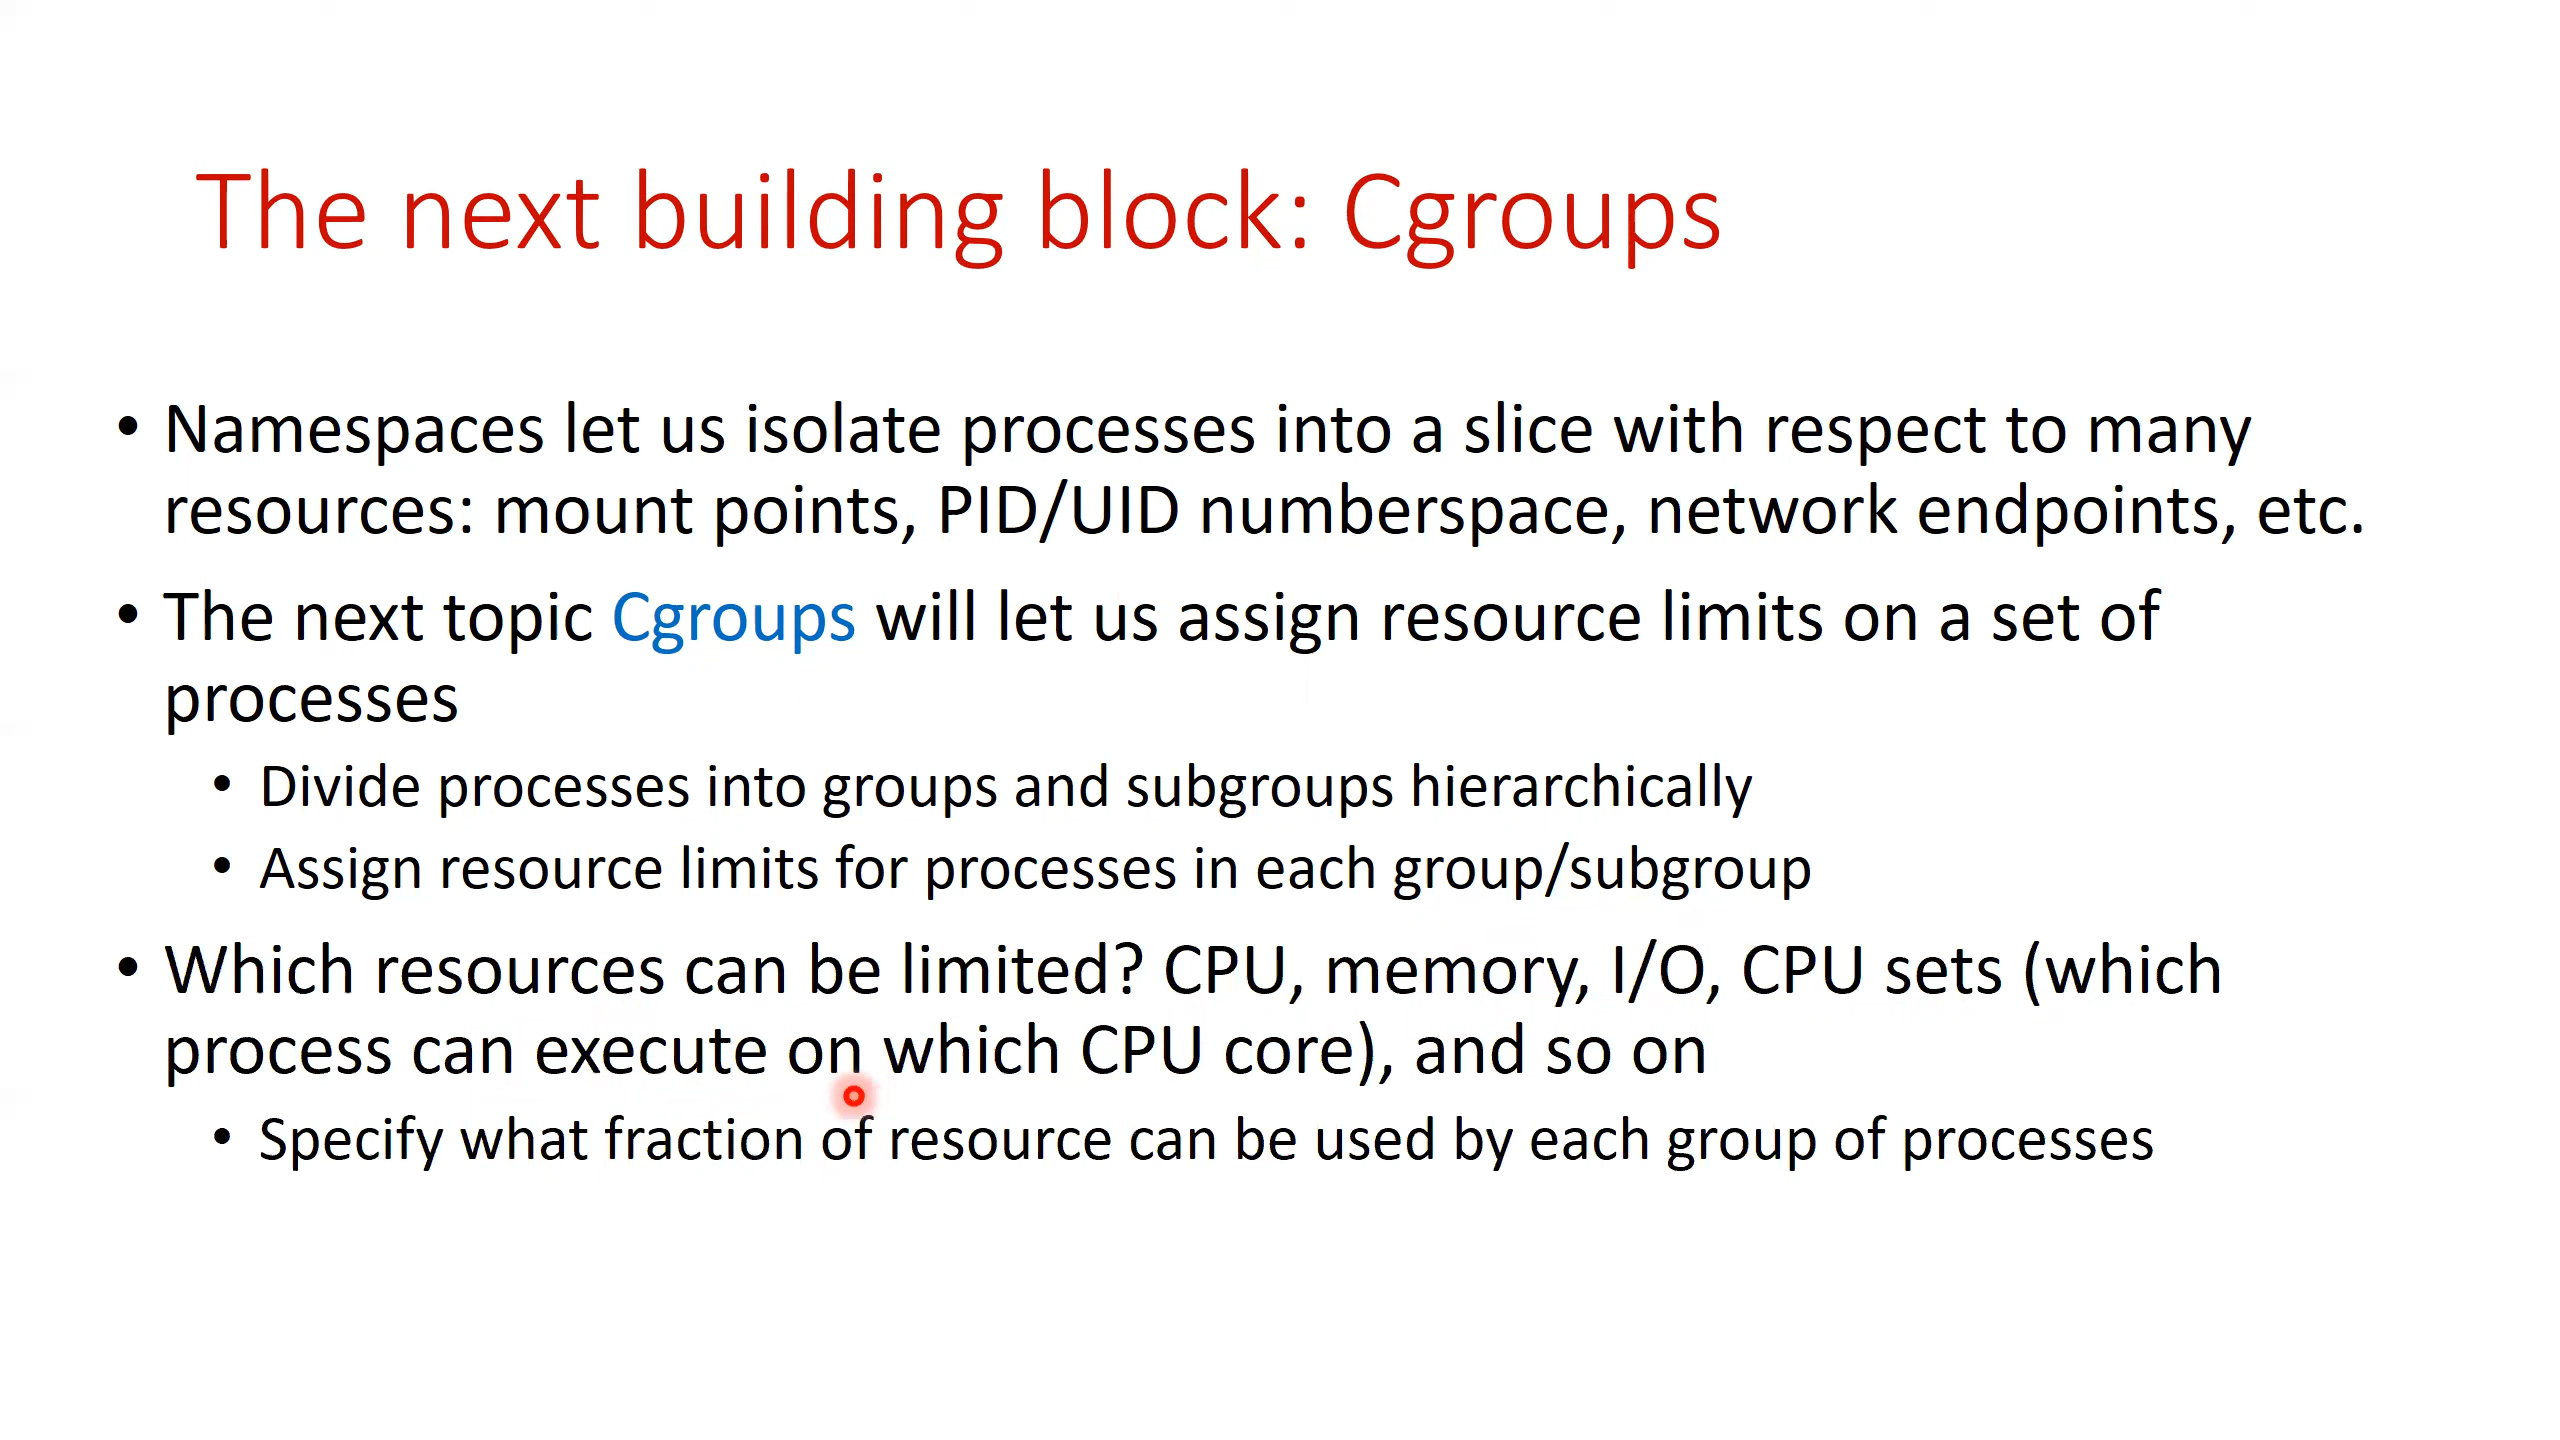 The next building block: Cgroups
• Namespaces let us isolate processes into a slice with respect to many
resources: mount points, PID/UID numberspace, network endpoints, etc.
• The next topic Cgroups will let us assign resource limits on a set of
processes
• Divide processes into groups and subgroups hierarchically
• Assign resource limits for processes in each group/subgroup
• Which resources can be limited? CPU, memory, I/O, CPU sets (which
process can execute on which CPU core), and so on
• Specify what fraction of resource can be used by each group of processes